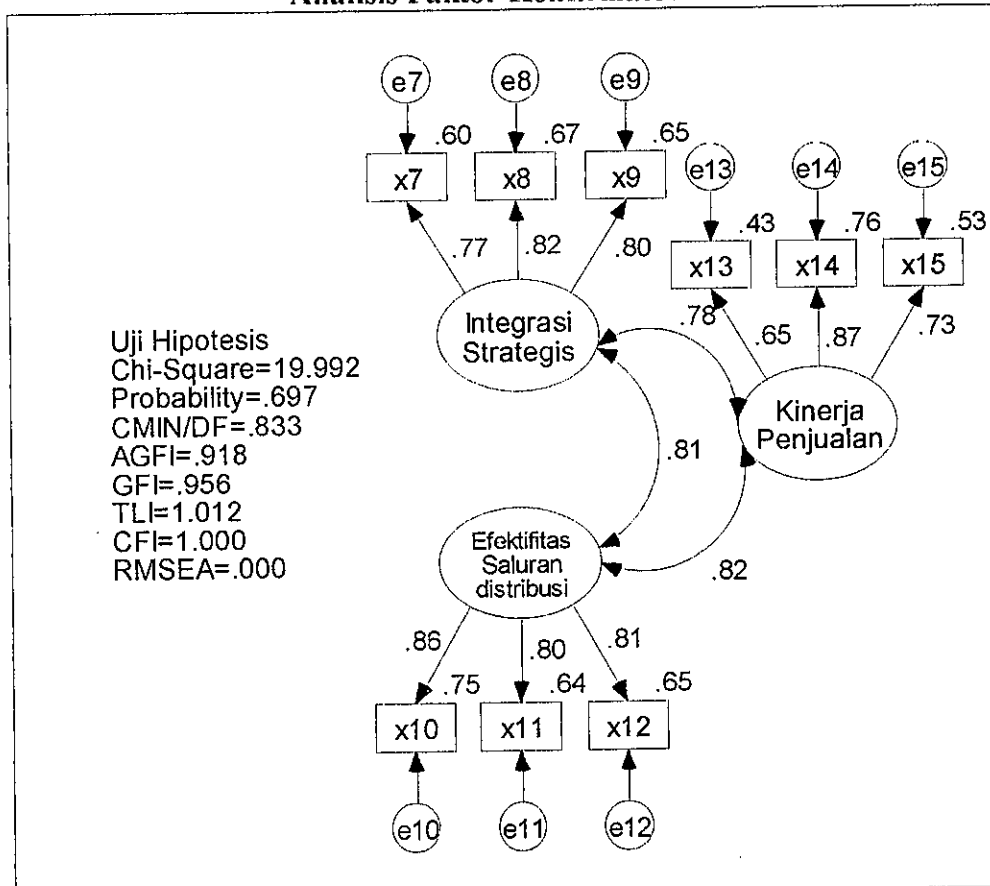 e7 e8 e9
.60 .67 .65
x7 x8 x9
.77 .82 .80
Integrasi
Strategis
e13 e14 e15
.43 .76 .53
x13 x14 x15
.78 .65 .87 .73
Kinerja
Penjualan
Uji Hipotesis
Chi-Square=19.992
Probability=.697
CMIN/DF=.833
AGFI=.918
GFI=.956
TLI=1.012
CFI=1.000
RMSEA=.000
.81
.82
Efektifitas
Saluran
distribusi
.86 .80 .81
.75 .64 .65
x10 x11 x12
e10 e11 e12